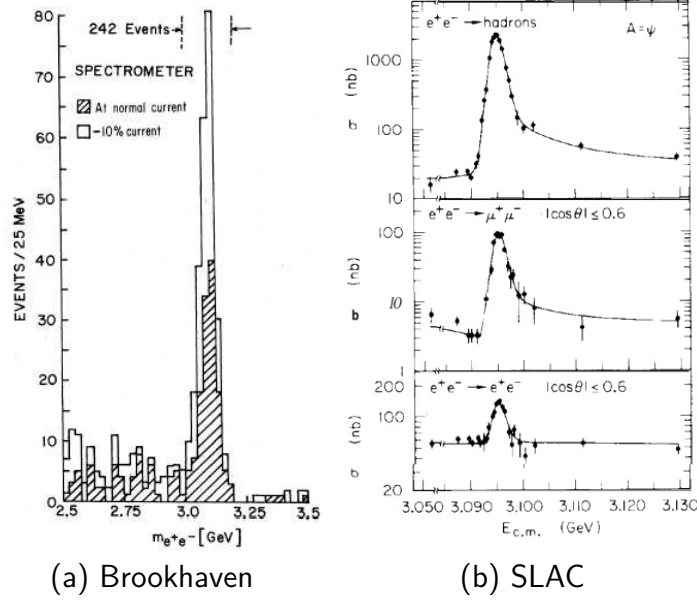 242 Events
SPECTROMETER
At normal current
-10% current
80
70
60
50
40
30
20
10
0
EVENTS / 25 MeV
2.5 2.75 3.0 3.25 3.5
m e+e- [GeV]
(a) Brookhaven
e+e- → hadrons A=ψ
σ (nb)
1000
100
10
e+e- → μ+μ- |cosθ| ≤ 0.6
σ (nb)
100
10
1
e+e- → e+e- |cosθ| ≤ 0.6
σ (nb)
200
100
20
3.050 3.090 3.100 3.110 3.120 3.130
E c.m. (GeV)
(b) SLAC